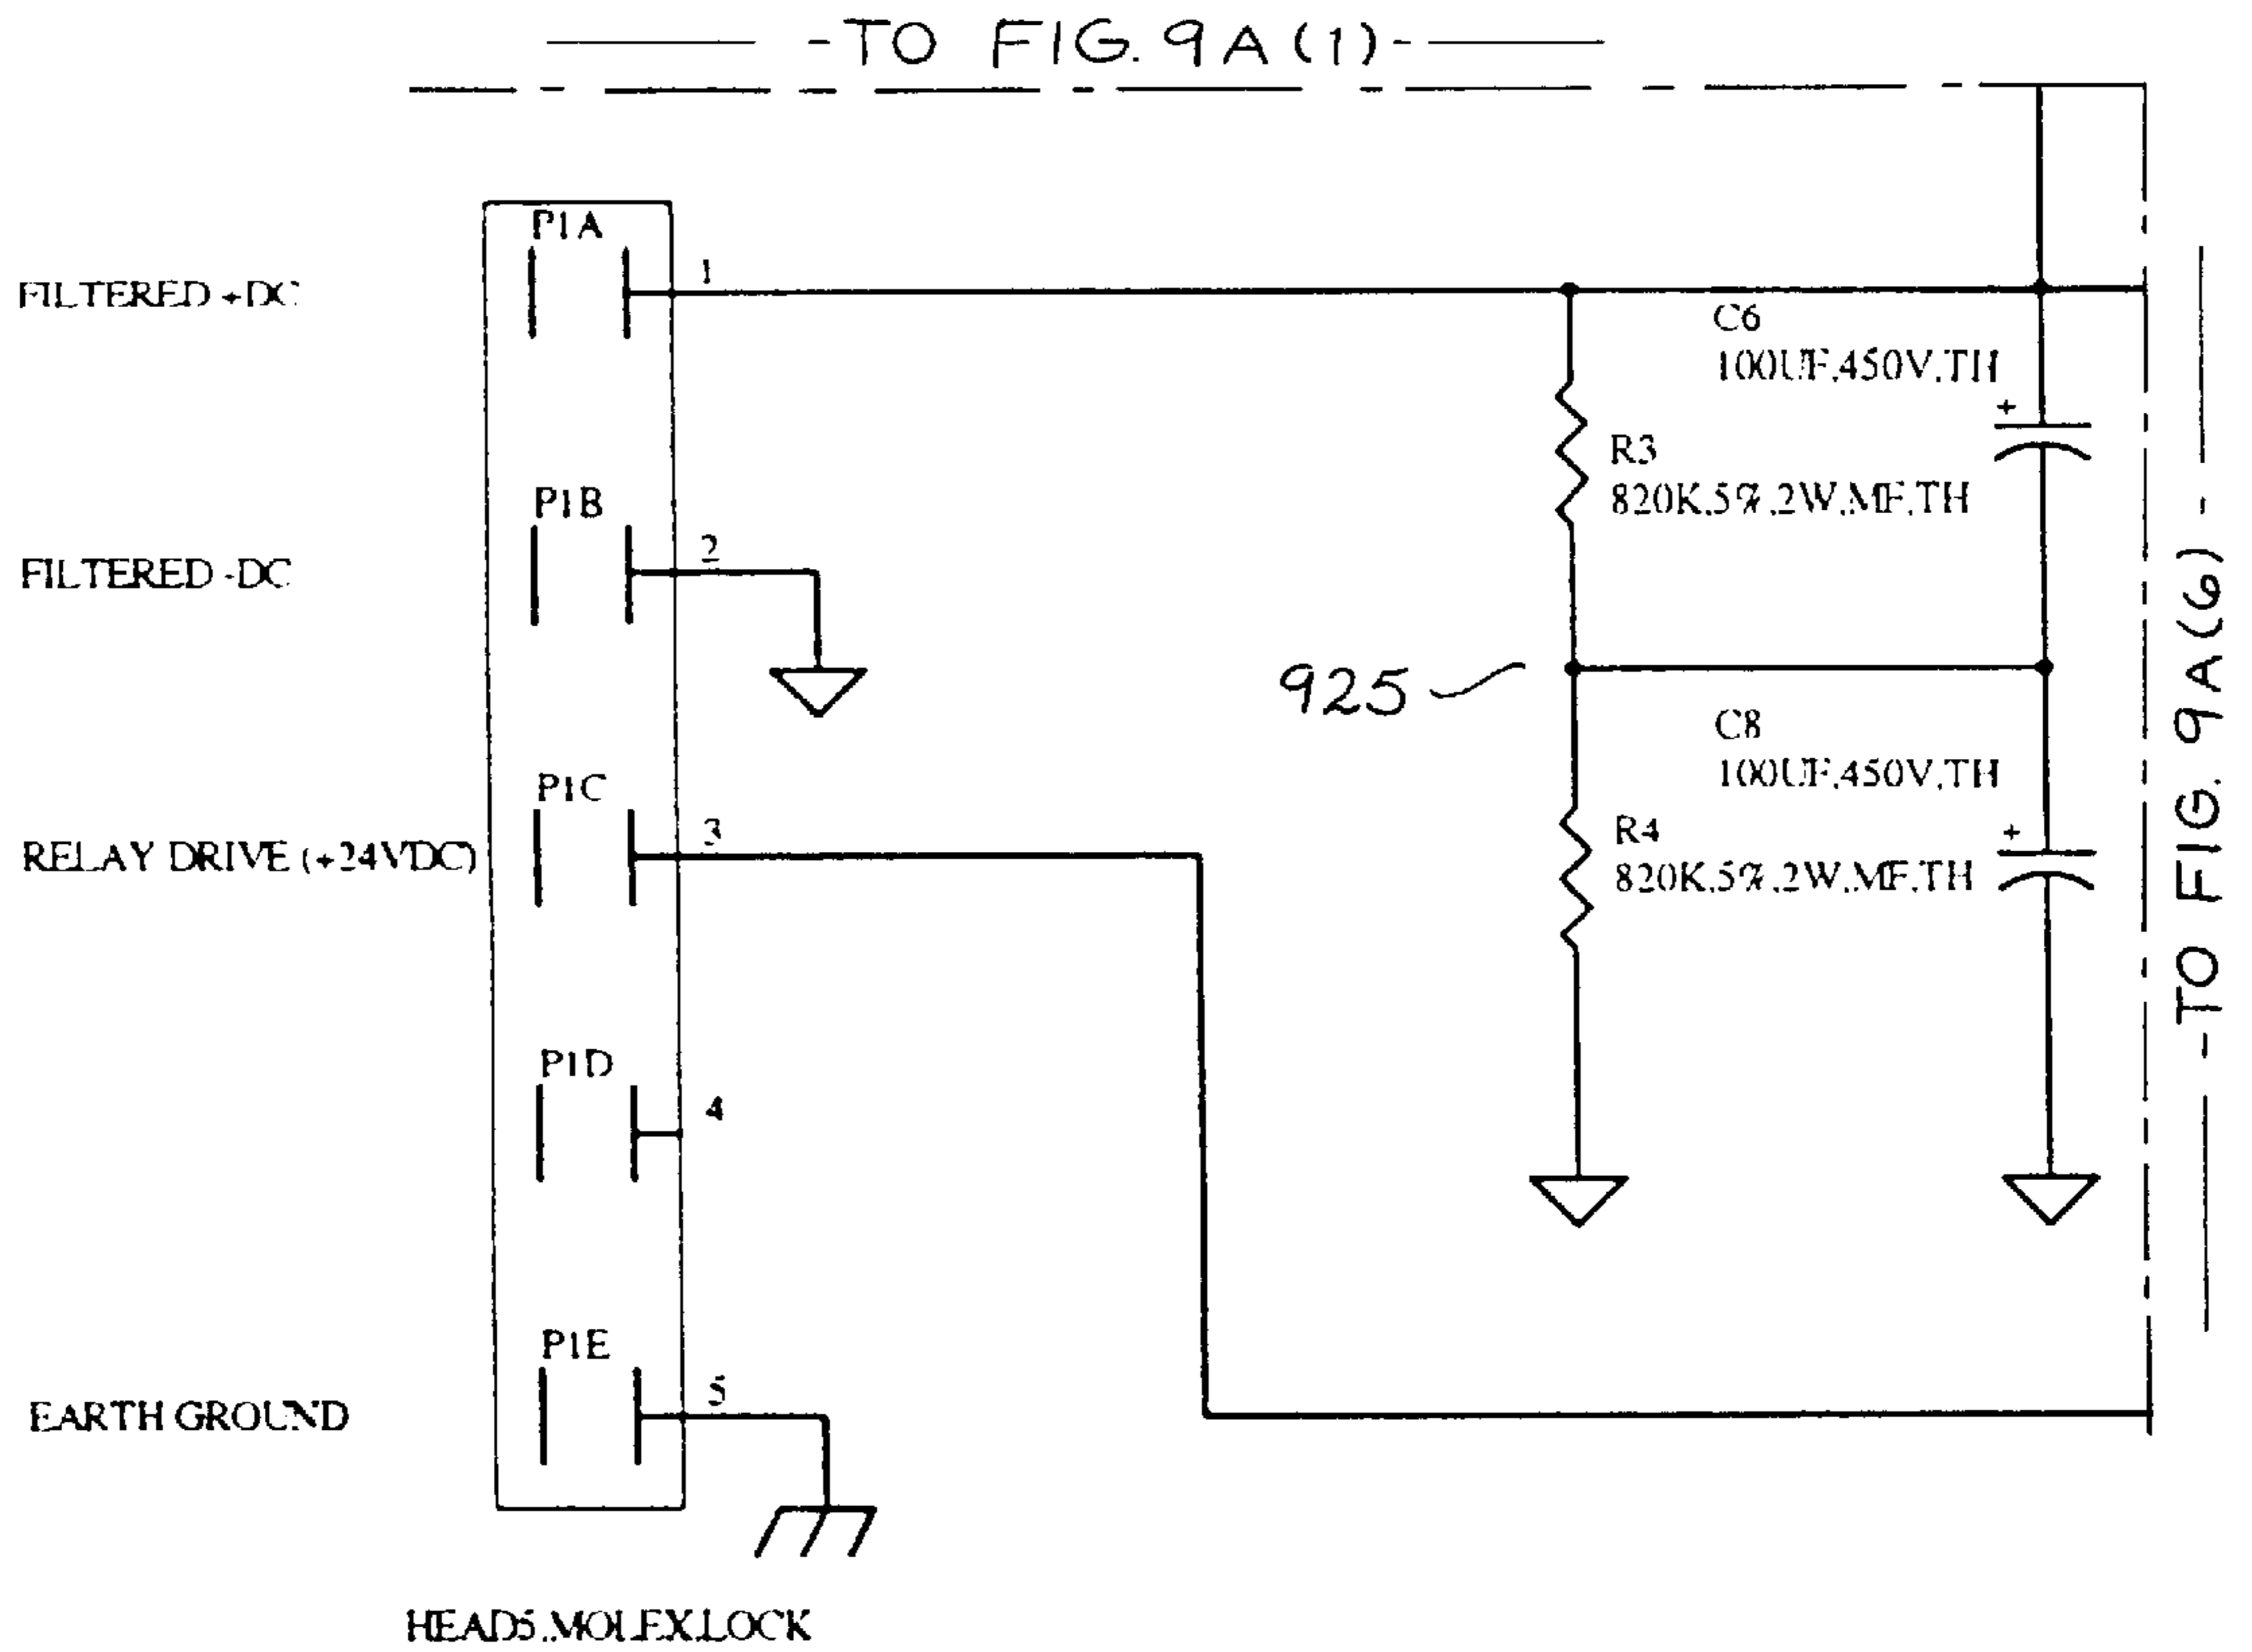 -TO FIG. 9A(1)-
P1A
1
FILTERED +DC
C6
100UF,450V,TH
+
R3
820K,5%,2W,MF,TH
P1B
2
FILTERED -DC
925
C8
100UF,450V,TH
+
R4
820K,5%,2W,MF,TH
P1C
3
RELAY DRIVE (+24VDC)
P1D
4
P1E
5
EARTH GROUND
HEAD5,MOLEX,LOCK
-TO FIG. 9A(6)-